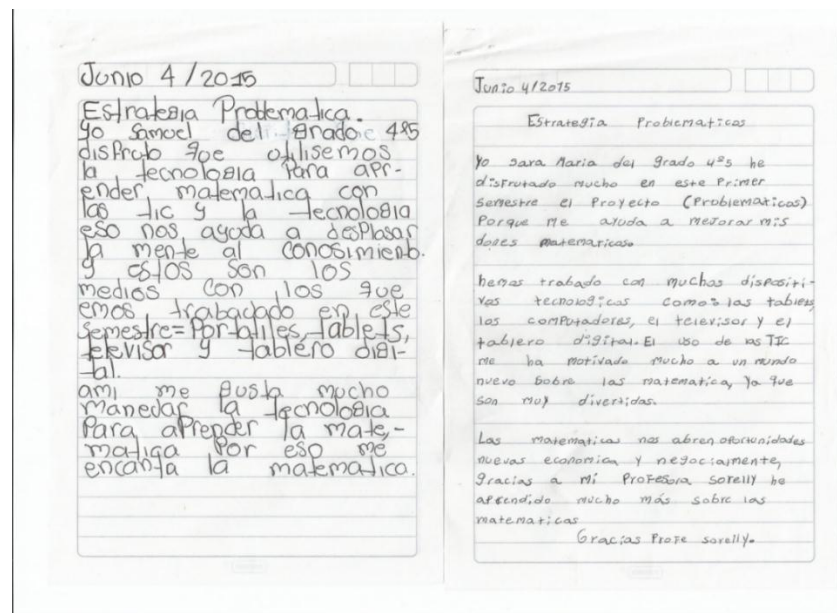 Junio 4/2015
Estrategia Problematica.
yo Samuel del grado 4º5
disfruto que utilisemos
la tecnologia para apr-
ender matematica con
las tic y la tecnologia
eso nos ayuda a desplasar
la mente al conosimiento.
y estos son los
medios con los que
emos trabadado en este
semestre=Portatiles, tablets,
televisor y tablero digi-
tal.
ami me gusta mucho
manedar la tecnologia
Para aprender la mate,-
matiga Por eso me
encanta la matematica.
Junio 4/2015
Estrategia Problematicas
yo sara Maria del grado 4º5 he
disfrutado mucho en este Primer
semestre el Proyecto (Problematicas)
Porque me ayuda a mejorar mis
dones matematicos.
hemos trabado con muchos dispositi-
vos tecnologicos como: las tablets,
los computadores, el televisor y el
tablero digital. El uso de las TIC
me ha motivado mucho a un mundo
nuevo bobre las matematica, Ya que
son muy divertidas.
Las matematicas nos abren oportunidades
nuevas economica y negocialmente,
gracias a mi Profesora sorelly he
aprendido mucho más sobre las
matematicas
Gracias Profe sorelly.